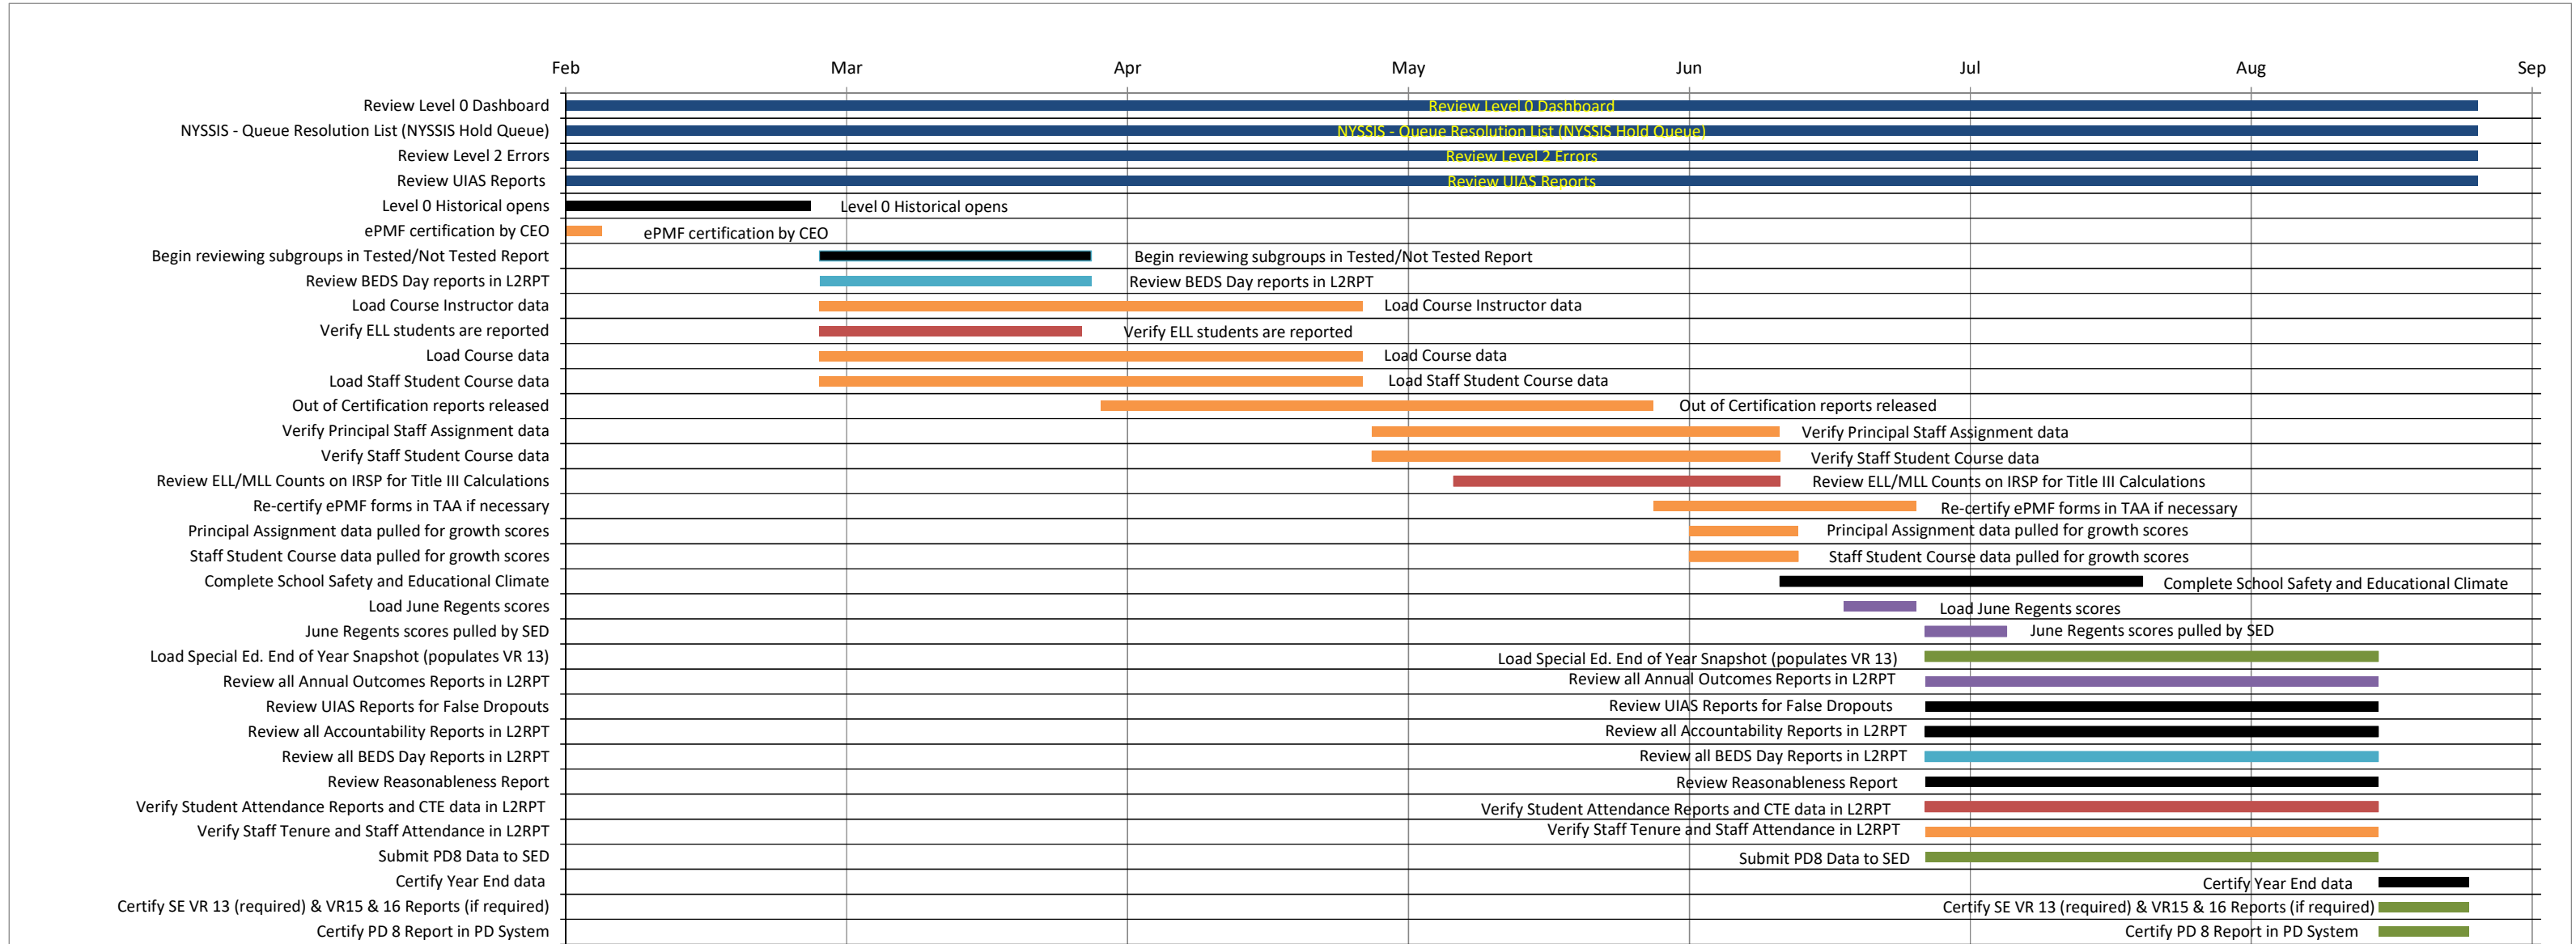 Feb Mar Apr May Jun Jul Aug Sep
Review Level 0 Dashboard Review Level 0 Dashboard
NYSSIS - Queue Resolution List (NYSSIS Hold Queue) NYSSIS - Queue Resolution List (NYSSIS Hold Queue)
Review Level 2 Errors Review Level 2 Errors
Review UIAS Reports Review UIAS Reports
Level 0 Historical opens Level 0 Historical opens
ePMF certification by CEO ePMF certification by CEO
Begin reviewing subgroups in Tested/Not Tested Report Begin reviewing subgroups in Tested/Not Tested Report
Review BEDS Day reports in L2RPT Review BEDS Day reports in L2RPT
Load Course Instructor data Load Course Instructor data
Verify ELL students are reported Verify ELL students are reported
Load Course data Load Course data
Load Staff Student Course data Load Staff Student Course data
Out of Certification reports released Out of Certification reports released
Verify Principal Staff Assignment data Verify Principal Staff Assignment data
Verify Staff Student Course data Verify Staff Student Course data
Review ELL/MLL Counts on IRSP for Title III Calculations Review ELL/MLL Counts on IRSP for Title III Calculations
Re-certify ePMF forms in TAA if necessary Re-certify ePMF forms in TAA if necessary
Principal Assignment data pulled for growth scores Principal Assignment data pulled for growth scores
Staff Student Course data pulled for growth scores Staff Student Course data pulled for growth scores
Complete School Safety and Educational Climate Complete School Safety and Educational Climate
Load June Regents scores Load June Regents scores
June Regents scores pulled by SED June Regents scores pulled by SED
Load Special Ed. End of Year Snapshot (populates VR 13) Load Special Ed. End of Year Snapshot (populates VR 13)
Review all Annual Outcomes Reports in L2RPT Review all Annual Outcomes Reports in L2RPT
Review UIAS Reports for False Dropouts Review UIAS Reports for False Dropouts
Review all Accountability Reports in L2RPT Review all Accountability Reports in L2RPT
Review all BEDS Day Reports in L2RPT Review all BEDS Day Reports in L2RPT
Review Reasonableness Report Review Reasonableness Report
Verify Student Attendance Reports and CTE data in L2RPT Verify Student Attendance Reports and CTE data in L2RPT
Verify Staff Tenure and Staff Attendance in L2RPT Verify Staff Tenure and Staff Attendance in L2RPT
Submit PD8 Data to SED Submit PD8 Data to SED
Certify Year End data Certify Year End data
Certify SE VR 13 (required) & VR15 & 16 Reports (if required) Certify SE VR 13 (required) & VR15 & 16 Reports (if required)
Certify PD 8 Report in PD System Certify PD 8 Report in PD System